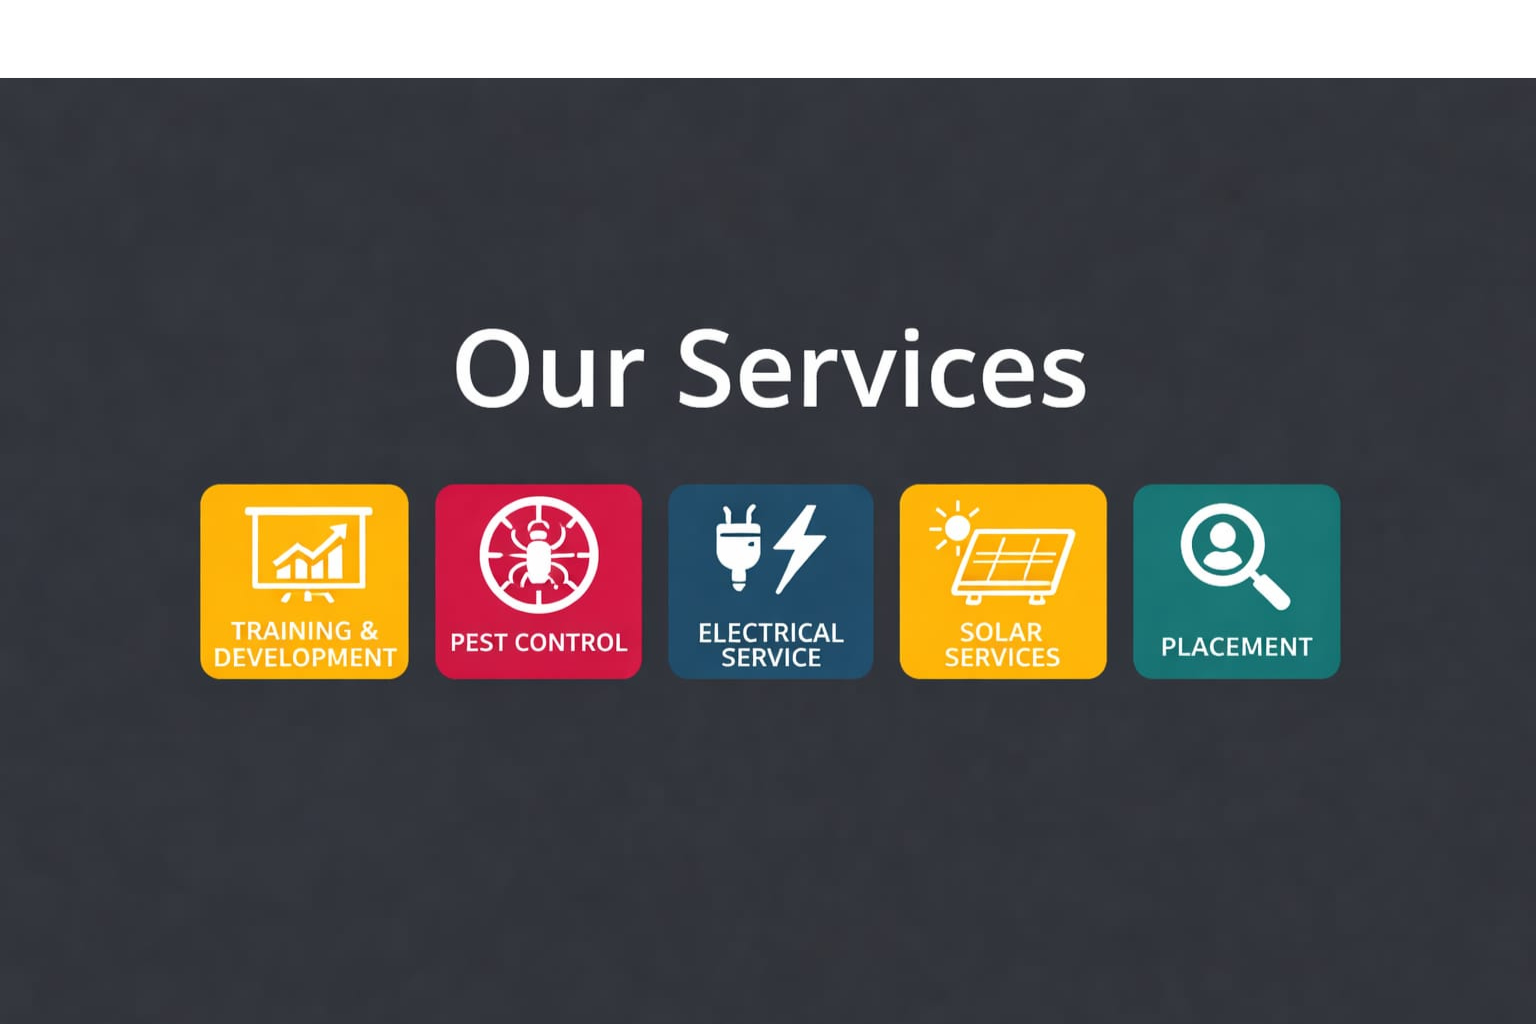 Our Services
TRAINING &
DEVELOPMENT
PEST CONTROL
ELECTRICAL
SERVICE
SOLAR
SERVICES
PLACEMENT